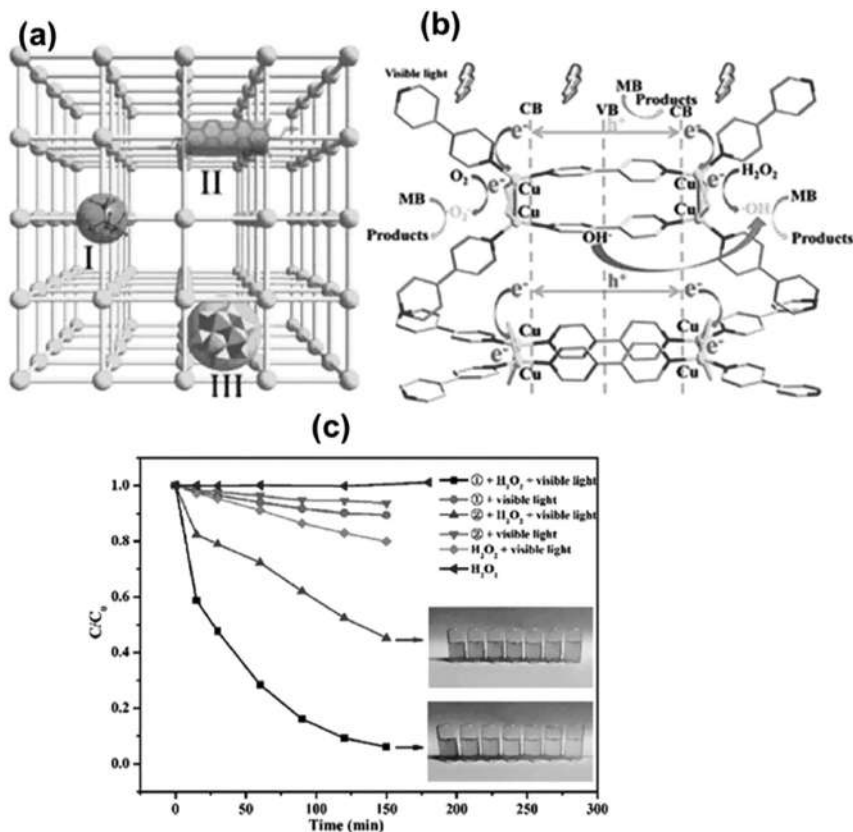 (a)
I
II
III
(b)
Visible light
CB
VB
MB
Products
CB
e-
h+
e-
O2
e-
Cu
Cu
e-
H2O2
MB
·O2-
Cu
Cu
·OH
MB
Products
OH-
Products
e-
h+
e-
Cu
Cu
e-
e-
Cu
Cu
(c)
① + H2O2 + visible light
① + visible light
② + H2O2 + visible light
② + visible light
H2O2 + visible light
H2O2
C/C0
1.0
0.8
0.6
0.4
0.2
0.0
0
50
100
150
200
250
300
Time (min)